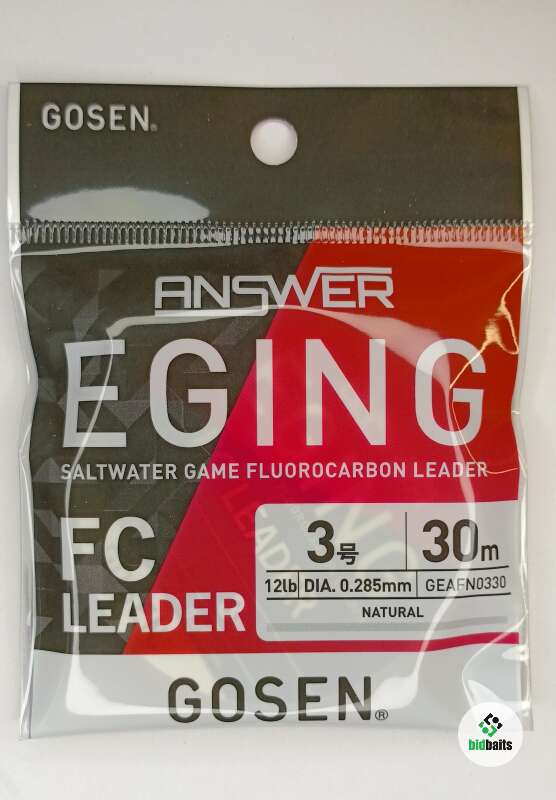 GOSEN®
ANSWER
EGING
SALTWATER GAME FLUOROCARBON LEADER
FC
LEADER
3号
30m
12lb DIA. 0.285mm GEAFN0330
NATURAL
GOSEN®
bidbaits